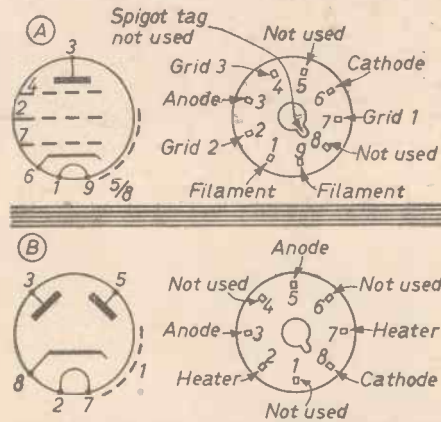 Spigot tag
not used
Not used
A
3
Grid 3
4
5
Cathode
4
Anode
3
6
2
7
Grid 1
7
Grid 2
2
1
9
8
Not used
6
1
9
5/8
Filament
Filament
B
Anode
3
5
Not used
4
5
6
Not used
Anode
3
7
Heater
8
1
Heater
2
1
8
Cathode
2
7
Not used